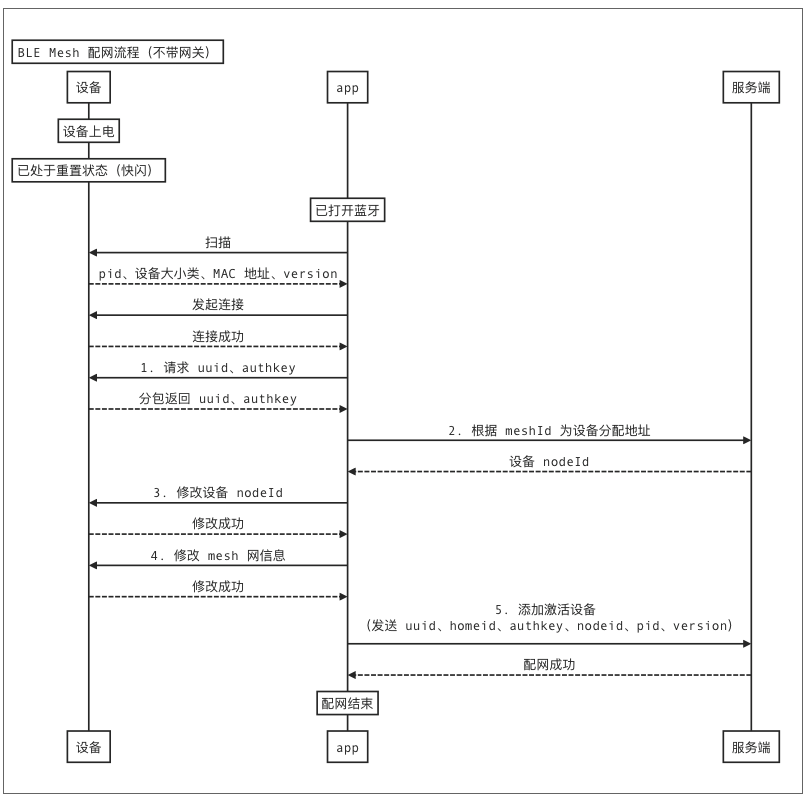 BLE Mesh 配网流程（不带网关）
设备
app
服务端
设备上电
已处于重置状态（快闪）
已打开蓝牙
扫描
pid、设备大小类、MAC 地址、version
发起连接
连接成功
1. 请求 uuid、authkey
分包返回 uuid、authkey
2. 根据 meshId 为设备分配地址
设备 nodeId
3. 修改设备 nodeId
修改成功
4. 修改 mesh 网信息
修改成功
5. 添加激活设备
（发送 uuid、homeid、authkey、nodeid、pid、version）
配网成功
配网结束
设备
app
服务端